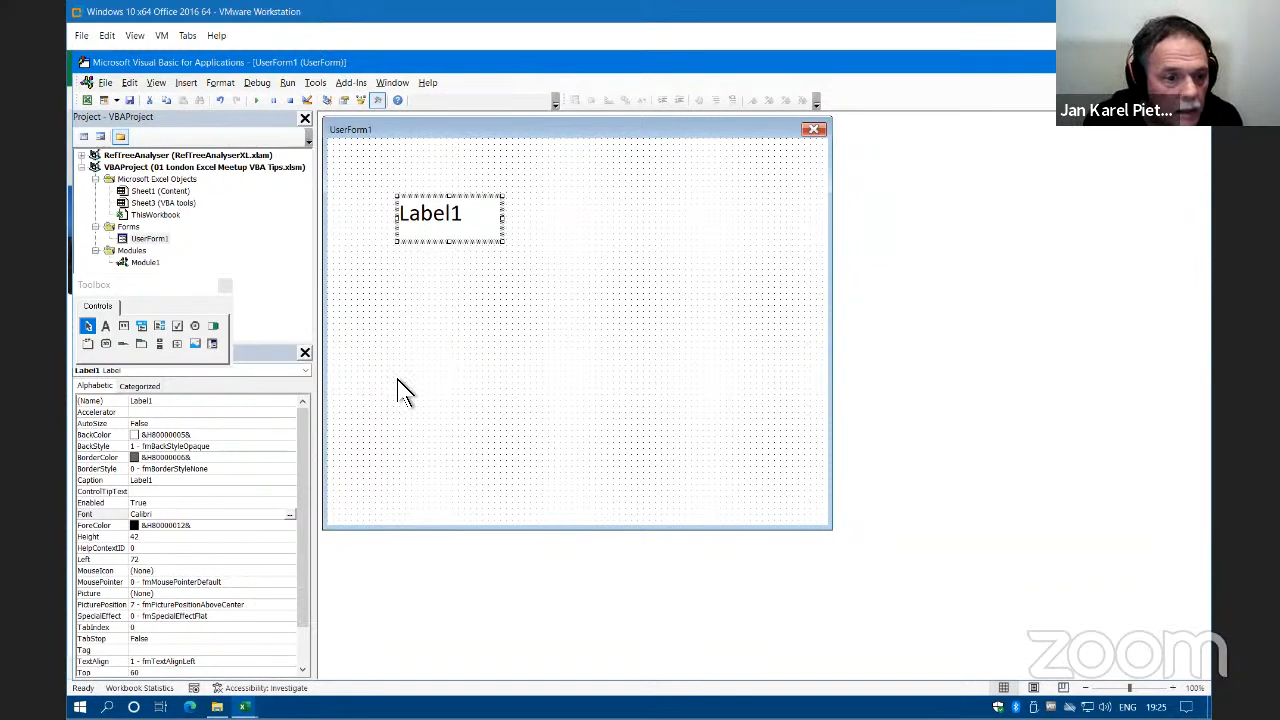 Windows 10 x64 Office 2016 64 - VMware Workstation
File Edit View VM Tabs Help
Microsoft Visual Basic for Applications - [UserForm1 (UserForm)]
File Edit View Insert Format Debug Run Tools Add-Ins Window Help
Jan Karel Piet...
Project - VBAProject
RefTreeAnalyser (RefTreeAnalyserXL.xlam)
VBAProject (01 London Excel Meetup VBA Tips.xlsm)
Microsoft Excel Objects
Sheet1 (Content)
Sheet3 (VBA tools)
ThisWorkbook
Forms
UserForm1
Modules
Module1
UserForm1
Label1
Toolbox
Controls
Label1 Label
Alphabetic Categorized
(Name) Label1
Accelerator
AutoSize False
BackColor &H80000005&
BackStyle 1 - fmBackStyleOpaque
BorderColor &H80000006&
BorderStyle 0 - fmBorderStyleNone
Caption Label1
ControlTipText
Enabled True
Font Calibri
ForeColor &H80000012&
Height 42
HelpContextID 0
Left 72
MouseIcon (None)
MousePointer 0 - fmMousePointerDefault
Picture (None)
PicturePosition 7 - fmPicturePositionAboveCenter
SpecialEffect 0 - fmSpecialEffectFlat
TabIndex 0
TabStop False
Tag
TextAlign 1 - fmTextAlignLeft
Top 60
zoom
Ready Workbook Statistics Accessibility: Investigate 100%
ENG 19:25